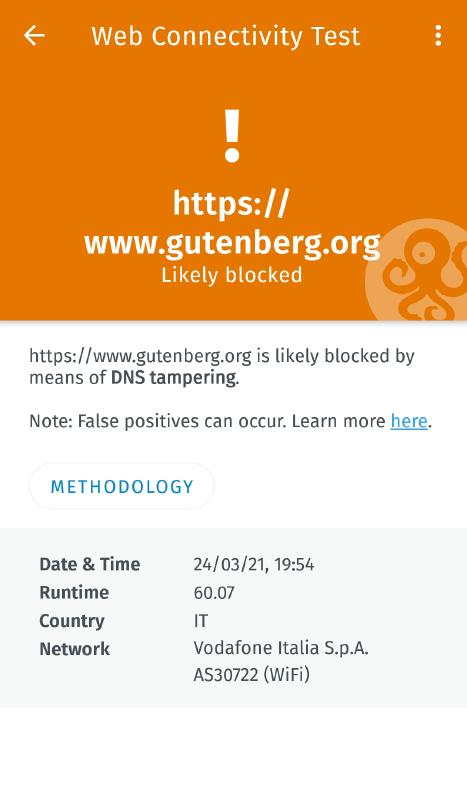 Web Connectivity Test
!
https://
www.gutenberg.org
Likely blocked
https://www.gutenberg.org is likely blocked by
means of DNS tampering.
Note: False positives can occur. Learn more here.
METHODOLOGY
Date & Time 24/03/21, 19:54
Runtime 60.07
Country IT
Network Vodafone Italia S.p.A.
AS30722 (WiFi)